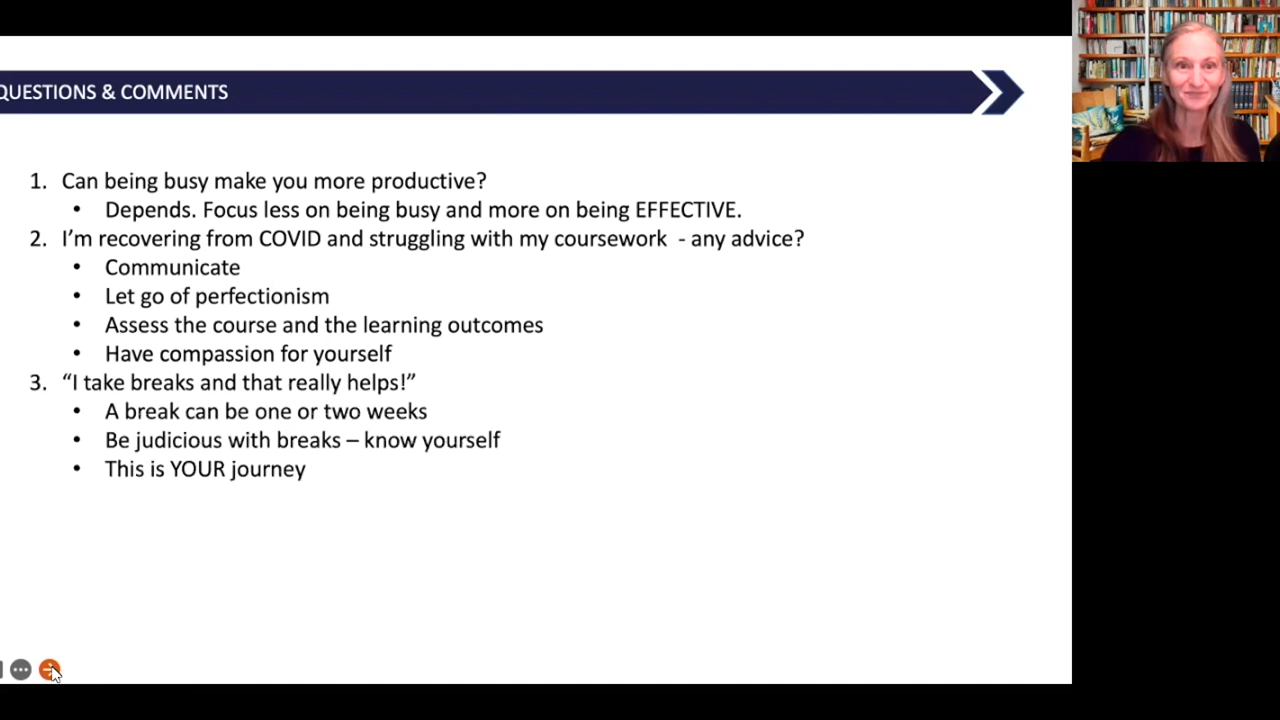 QUESTIONS & COMMENTS
1. Can being busy make you more productive?
• Depends. Focus less on being busy and more on being EFFECTIVE.
2. I’m recovering from COVID and struggling with my coursework - any advice?
• Communicate
• Let go of perfectionism
• Assess the course and the learning outcomes
• Have compassion for yourself
3. “I take breaks and that really helps!”
• A break can be one or two weeks
• Be judicious with breaks – know yourself
• This is YOUR journey